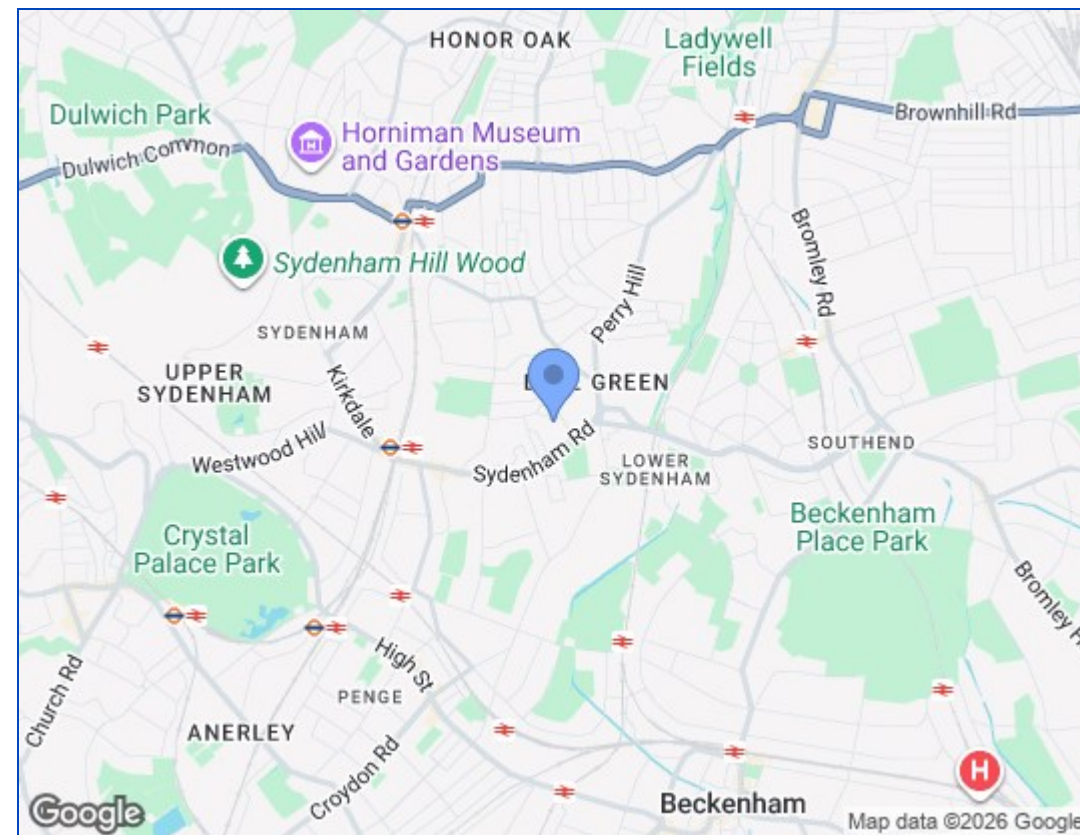 HONOR OAK
Ladywell
Fields
Dulwich Park
Brownhill Rd
Horniman Museum
and Gardens
Dulwich Common
Sydenham Hill Wood
Bromley Rd
Perry Hill
SYDENHAM
UPPER
SYDENHAM
Kirkdale
GREEN
Westwood Hill
Sydenham Rd
SOUTHEND
LOWER
SYDENHAM
Crystal
Palace Park
Beckenham
Place Park
Bromley R
High St
Church Rd
PENGE
ANERLEY
Croydon Rd
H
Beckenham
Google
Map data ©2026 Google